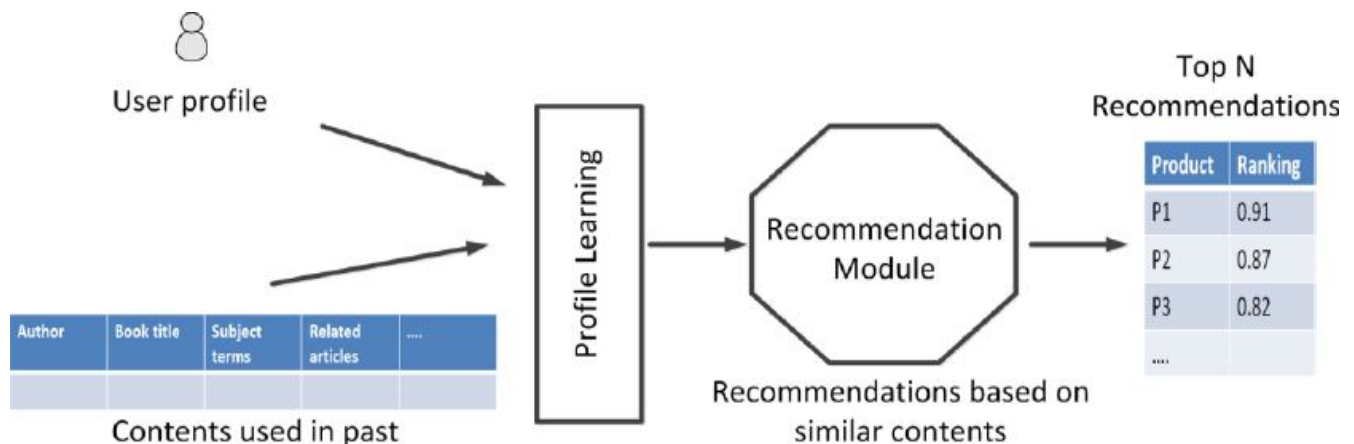 User profile
Author Book title Subject terms Related articles ....
Contents used in past
Profile Learning
Recommendation
Module
Recommendations based on
similar contents
Top N
Recommendations
Product Ranking
P1 0.91
P2 0.87
P3 0.82
....